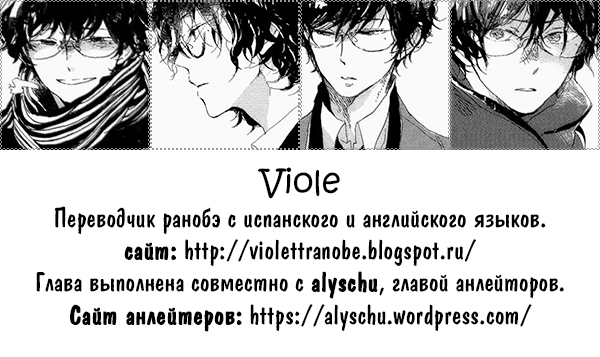 Viole
Переводчик ранобэ с испанского и английского языков.
сайт: http://violettranobe.blogspot.ru/
Глава выполнена совместно с alyschu, главой анлейторов.
Сайт анлейтеров: https://alyschu.wordpress.com/